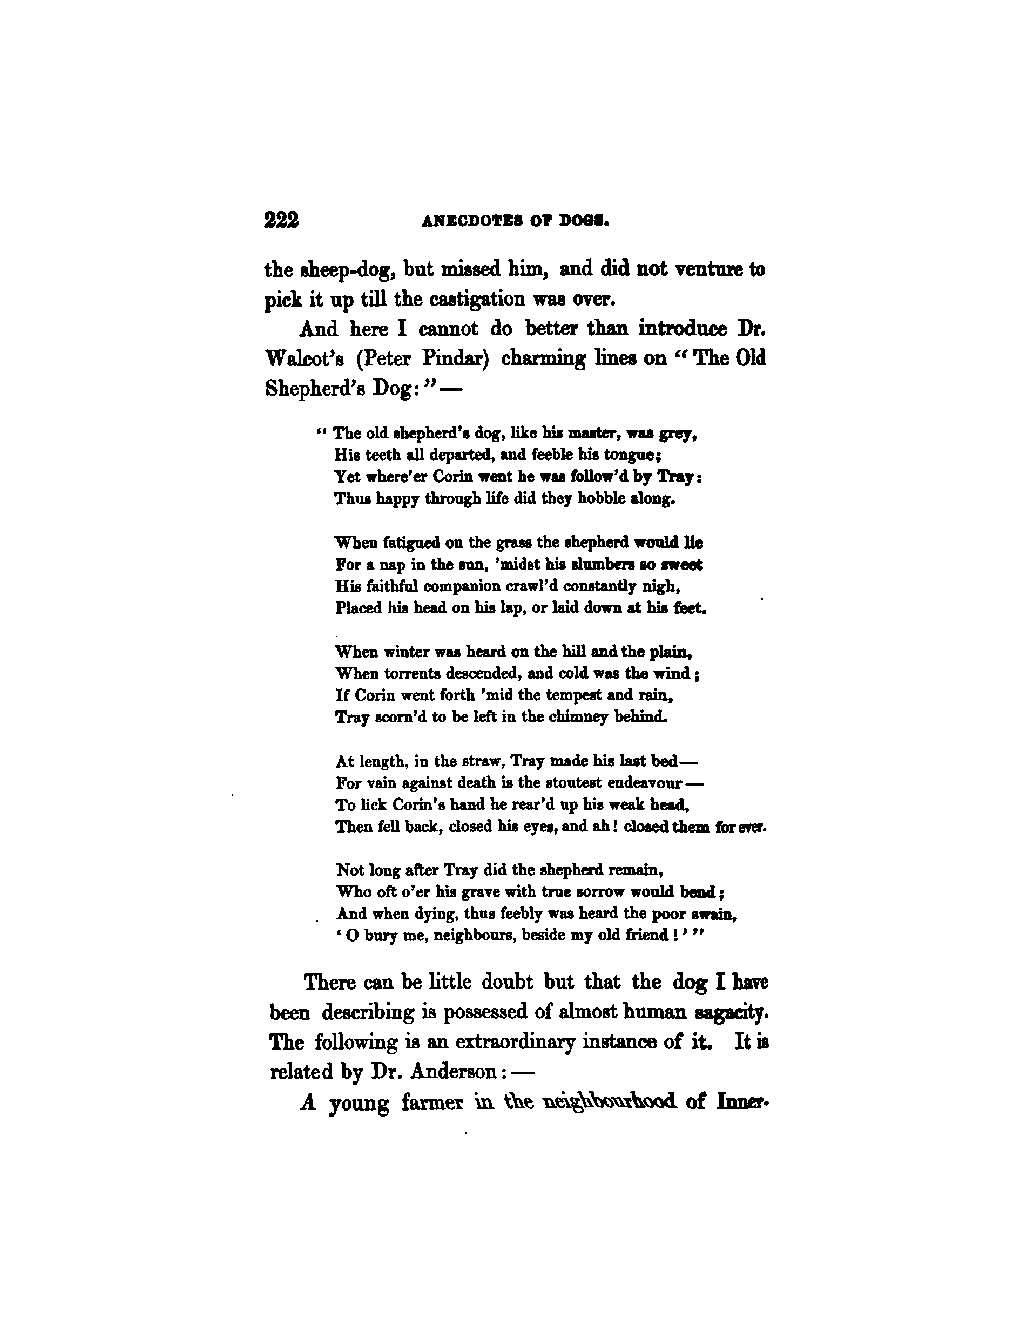 222 ANECDOTES OF DOGS.
the sheep-dog, but missed him, and did not venture to
pick it up till the castigation was over.
And here I cannot do better than introduce Dr.
Walcot's (Peter Pindar) charming lines on "The Old
Shepherd's Dog:"—
"The old shepherd's dog, like his master, was grey,
His teeth all departed, and feeble his tongue;
Yet where'er Corin went he was follow'd by Tray:
Thus happy through life did they hobble along.
When fatigued on the grass the shepherd would lie
For a nap in the sun, 'midst his slumbers so sweet
His faithful companion crawl'd constantly nigh,
Placed his head on his lap, or laid down at his feet.
When winter was heard on the hill and the plain,
When torrents descended, and cold was the wind;
If Corin went forth 'mid the tempest and rain,
Tray scorn'd to be left in the chimney behind.
At length, in the straw, Tray made his last bed—
For vain against death is the stoutest endeavour—
To lick Corin's hand he rear'd up his weak head,
Then fell back, closed his eyes, and ah! closed them for ever.
Not long after Tray did the shepherd remain,
Who oft o'er his grave with true sorrow would bend;
And when dying, thus feebly was heard the poor swain,
'O bury me, neighbours, beside my old friend!'"
There can be little doubt but that the dog I have
been describing is possessed of almost human sagacity.
The following is an extraordinary instance of it. It is
related by Dr. Anderson:—
A young farmer in the neighbourhood of Inner-